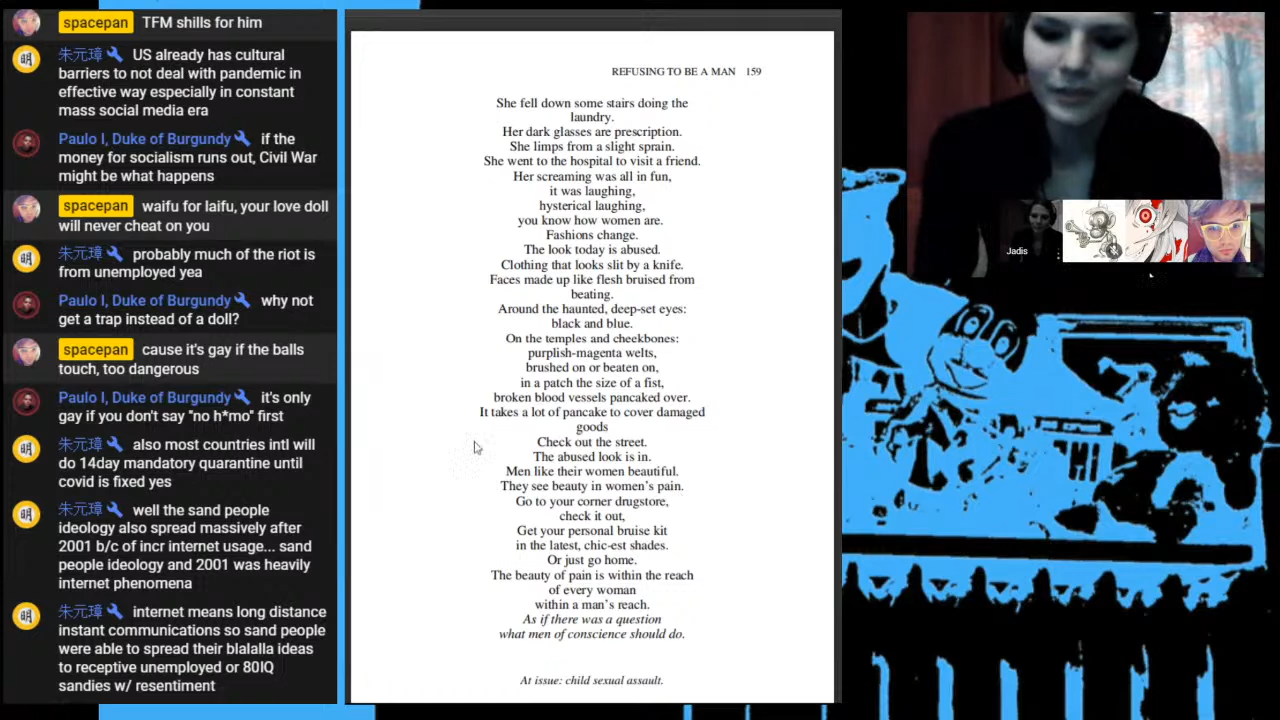 spacepan TFM shills for him
朱元璋 US already has cultural
barriers to not deal with pandemic in
effective way especially in constant
mass social media era
Paulo I, Duke of Burgundy if the
money for socialism runs out, Civil War
might be what happens
spacepan waifu for laifu, your love doll
will never cheat on you
朱元璋 probably much of the riot is
from unemployed yea
Paulo I, Duke of Burgundy why not
get a trap instead of a doll?
spacepan cause it's gay if the balls
touch, too dangerous
Paulo I, Duke of Burgundy it's only
gay if you don't say "no h*mo" first
朱元璋 also most countries intl will
do 14day mandatory quarantine until
covid is fixed yes
朱元璋 well the sand people
ideology also spread massively after
2001 b/c of incr internet usage... sand
people ideology and 2001 was heavily
internet phenomena
朱元璋 internet means long distance
instant communications so sand people
were able to spread their blalalla ideas
to receptive unemployed or 80IQ
sandies w/ resentiment
REFUSING TO BE A MAN 159
She fell down some stairs doing the
laundry.
Her dark glasses are prescription.
She limps from a slight sprain.
She went to the hospital to visit a friend.
Her screaming was all in fun,
it was laughing,
hysterical laughing,
you know how women are.
Fashions change.
The look today is abused.
Clothing that looks slit by a knife.
Faces made up like flesh bruised from
beating.
Around the haunted, deep-set eyes:
black and blue.
On the temples and cheekbones:
purplish-magenta welts,
brushed on or beaten on,
in a patch the size of a fist,
broken blood vessels pancaked over.
It takes a lot of pancake to cover damaged
goods
Check out the street.
The abused look is in.
Men like their women beautiful.
They see beauty in women's pain.
Go to your corner drugstore,
check it out,
Get your personal bruise kit
in the latest, chic-est shades.
Or just go home.
The beauty of pain is within the reach
of every woman
within a man's reach.
As if there was a question
what men of conscience should do.
At issue: child sexual assault.
Jadis
明
明
明
明
明